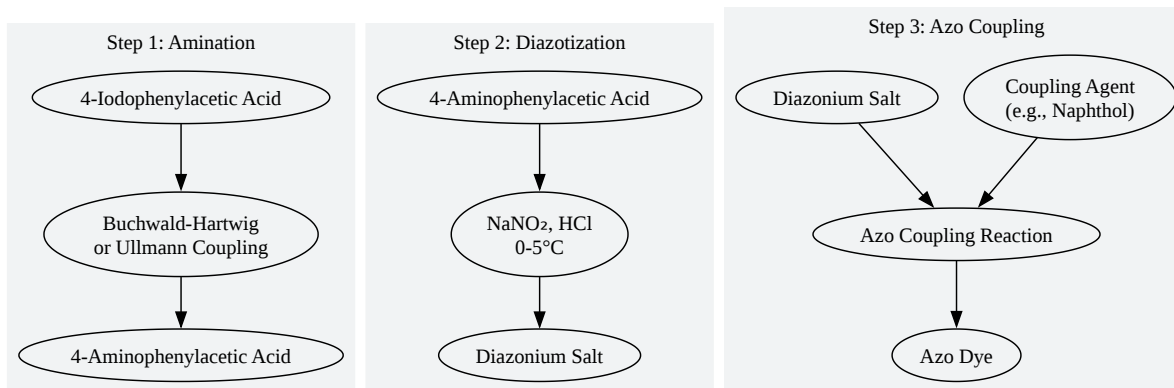 Step 1: Amination
4-Iodophenylacetic Acid
Buchwald-Hartwig
or Ullmann Coupling
4-Aminophenylacetic Acid
Step 2: Diazotization
4-Aminophenylacetic Acid
NaNO₂, HCl
0-5°C
Diazonium Salt
Step 3: Azo Coupling
Diazonium Salt
Coupling Agent
(e.g., Naphthol)
Azo Coupling Reaction
Azo Dye